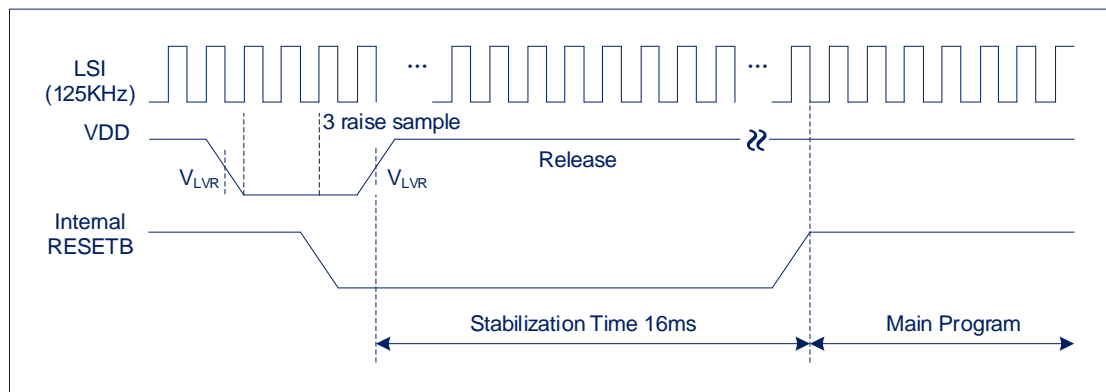 LSI
(125KHz)
...
...
3 raise sample
VDD
VLVR
VLVR
Release
Internal
RESETB
Stabilization Time 16ms
Main Program